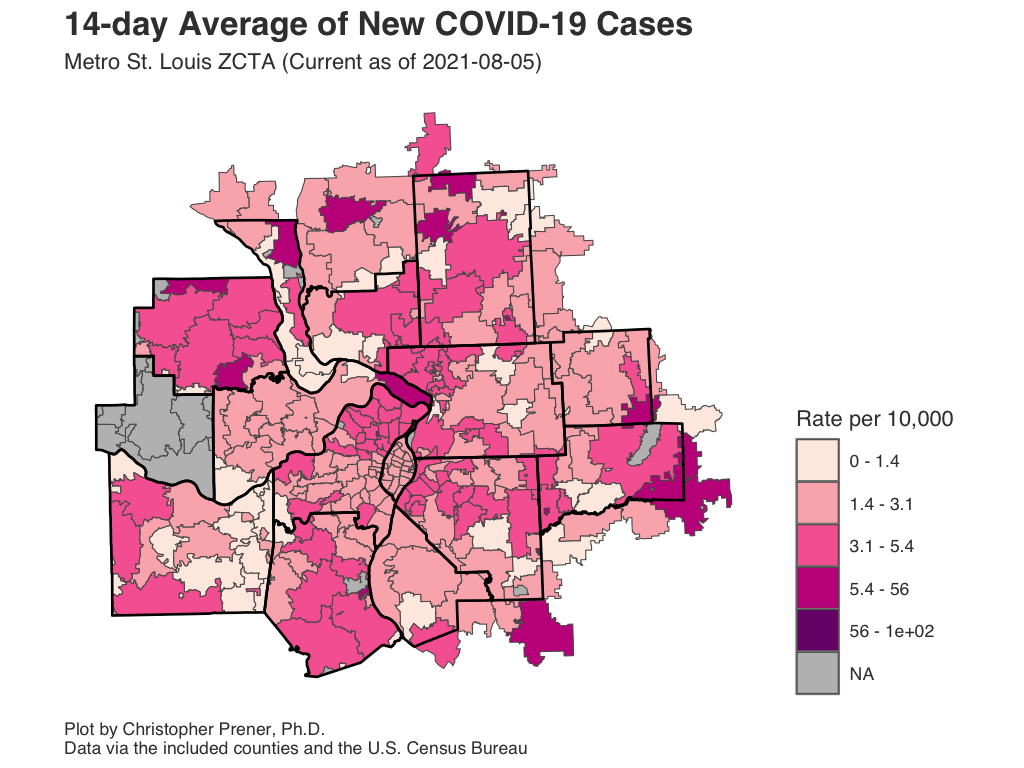 14-day Average of New COVID-19 Cases
Metro St. Louis ZCTA (Current as of 2021-08-05)
Rate per 10,000
0 - 1.4
1.4 - 3.1
3.1 - 5.4
5.4 - 56
56 - 1e+02
NA
Plot by Christopher Prener, Ph.D.
Data via the included counties and the U.S. Census Bureau